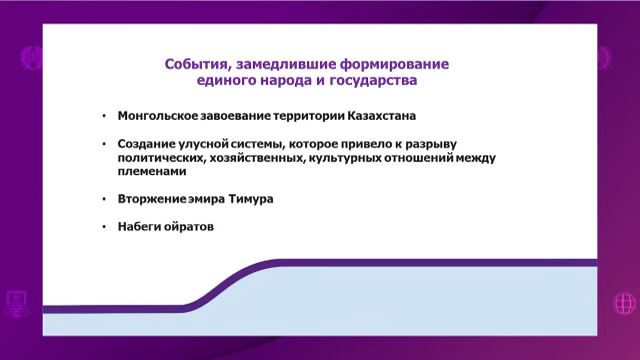 События, замедлившие формирование
единого народа и государства
• Монгольское завоевание территории Казахстана
• Создание улусной системы, которое привело к разрыву
политических, хозяйственных, культурных отношений между
племенами
• Вторжение эмира Тимура
• Набеги ойратов